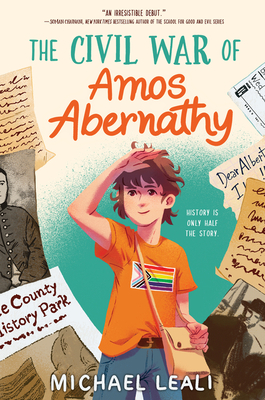 "AN IRRESISTIBLE DEBUT."
—SOMAN CHAINANI, NEW YORK TIMES BESTSELLING AUTHOR OF THE SCHOOL FOR GOOD AND EVIL SERIES
THE CIVIL WAR OF
Amos
Abernathy
Dear Albert
HISTORY IS
ONLY HALF
THE STORY.
County
History Park
MICHAEL LEALI